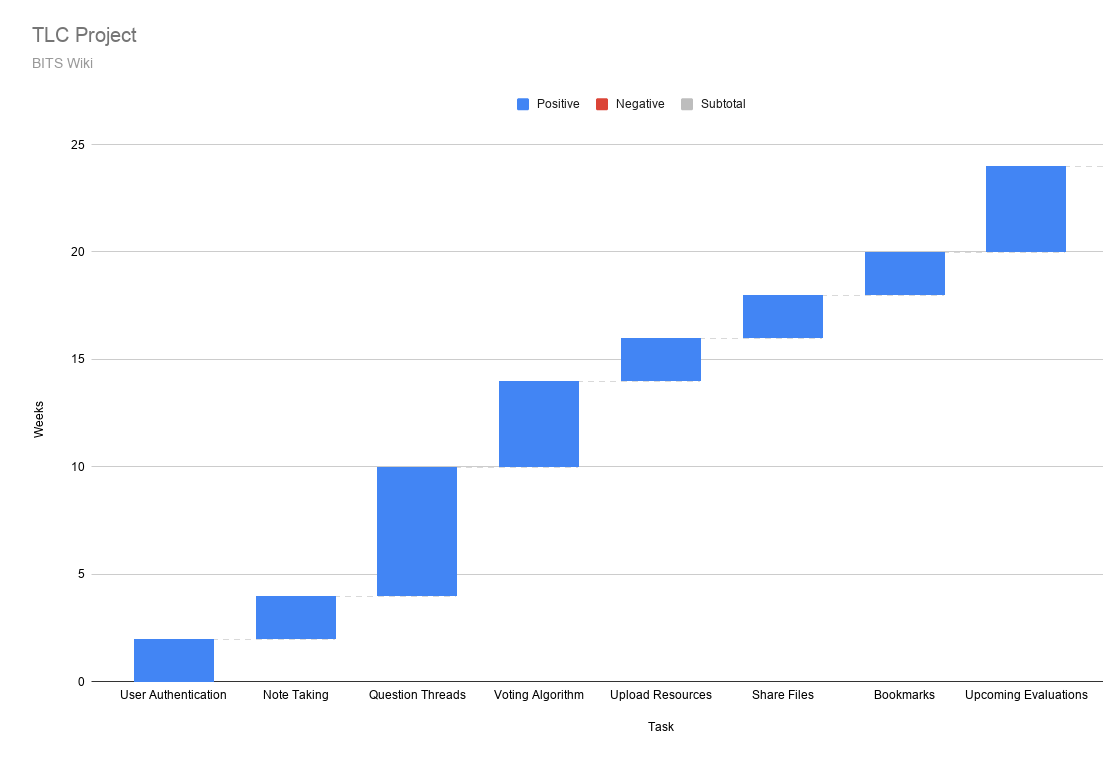 TLC Project
BITS Wiki
Positive Negative Subtotal
25
20
15
10
5
0
Weeks
User Authentication Note Taking Question Threads Voting Algorithm Upload Resources Share Files Bookmarks Upcoming Evaluations
Task